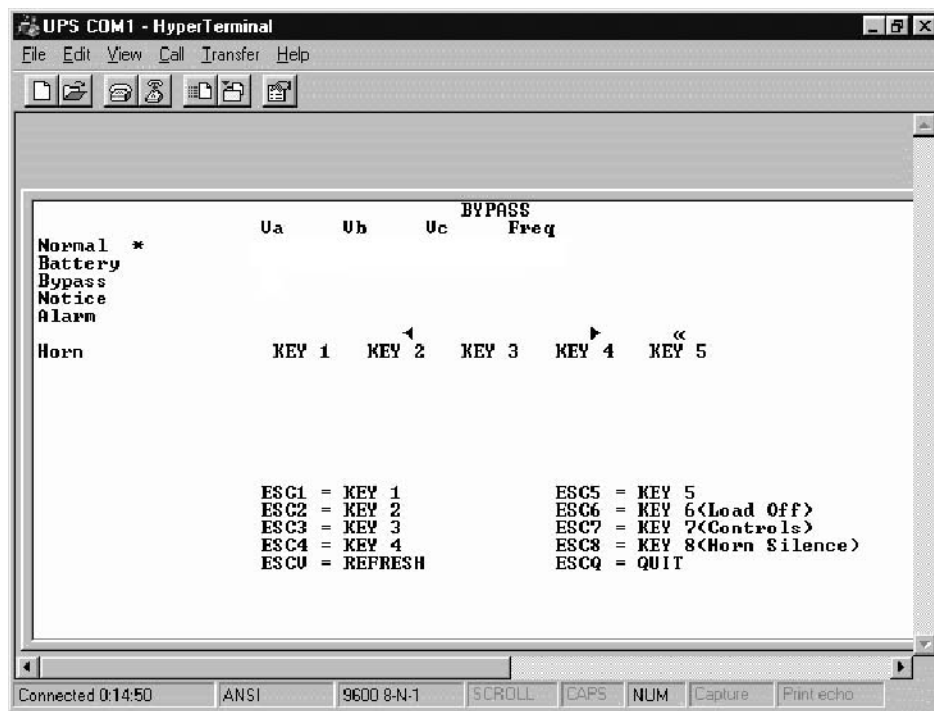 UPS COM1 - HyperTerminal
File Edit View Call Transfer Help
BYPASS
Va Vb Vc Freq
Normal *
Battery
Bypass
Notice
Alarm
◄ ► «
Horn KEY 1 KEY 2 KEY 3 KEY 4 KEY 5
ESC1 = KEY 1 ESC5 = KEY 5
ESC2 = KEY 2 ESC6 = KEY 6(Load Off)
ESC3 = KEY 3 ESC7 = KEY 7(Controls)
ESC4 = KEY 4 ESC8 = KEY 8(Horn Silence)
ESCV = REFRESH ESCQ = QUIT
Connected 0:14:50 ANSI 9600 8-N-1 SCROLL CAPS NUM Capture Print echo